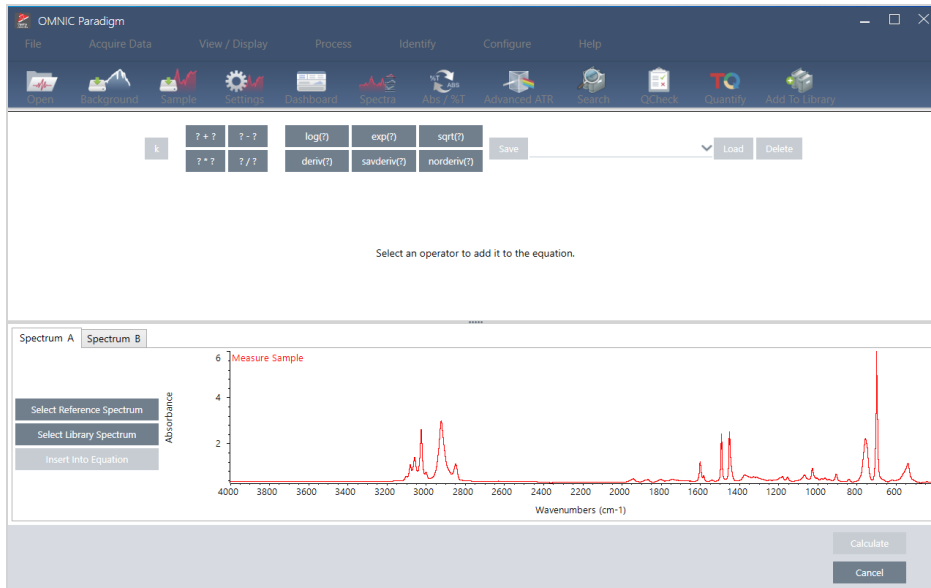 OMNIC Paradigm
File Acquire Data View / Display Process Identify Configure Help
Open Background Sample Settings Dashboard Spectra %T ABS Abs / %T Advanced ATR Search QCheck TQ Quantify Add To Library
? + ? ? - ? log(?) exp(?) sqrt(?)
k Save Load Delete
? * ? ? / ? deriv(?) savderiv(?) norderiv(?)
Select an operator to add it to the equation.
Spectrum A Spectrum B
Measure Sample
Select Reference Spectrum
Select Library Spectrum
Insert Into Equation
Absorbance
6
4
2
4000 3800 3600 3400 3200 3000 2800 2600 2400 2200 2000 1800 1600 1400 1200 1000 800 600
Wavenumbers (cm-1)
Calculate
Cancel